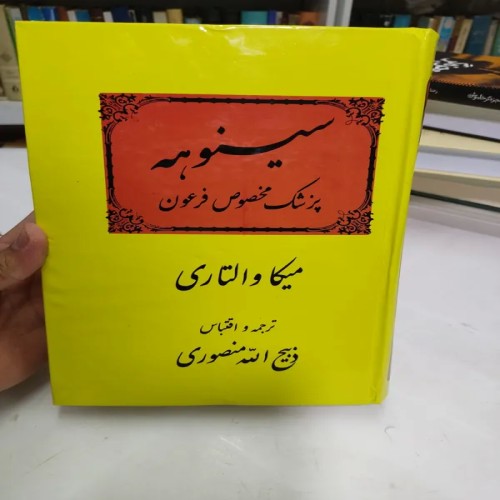 سینوهه
پزشک مخصوص فرعون
میکا والتاری
ترجمه و اقتباس
ذبیح الله منصوری